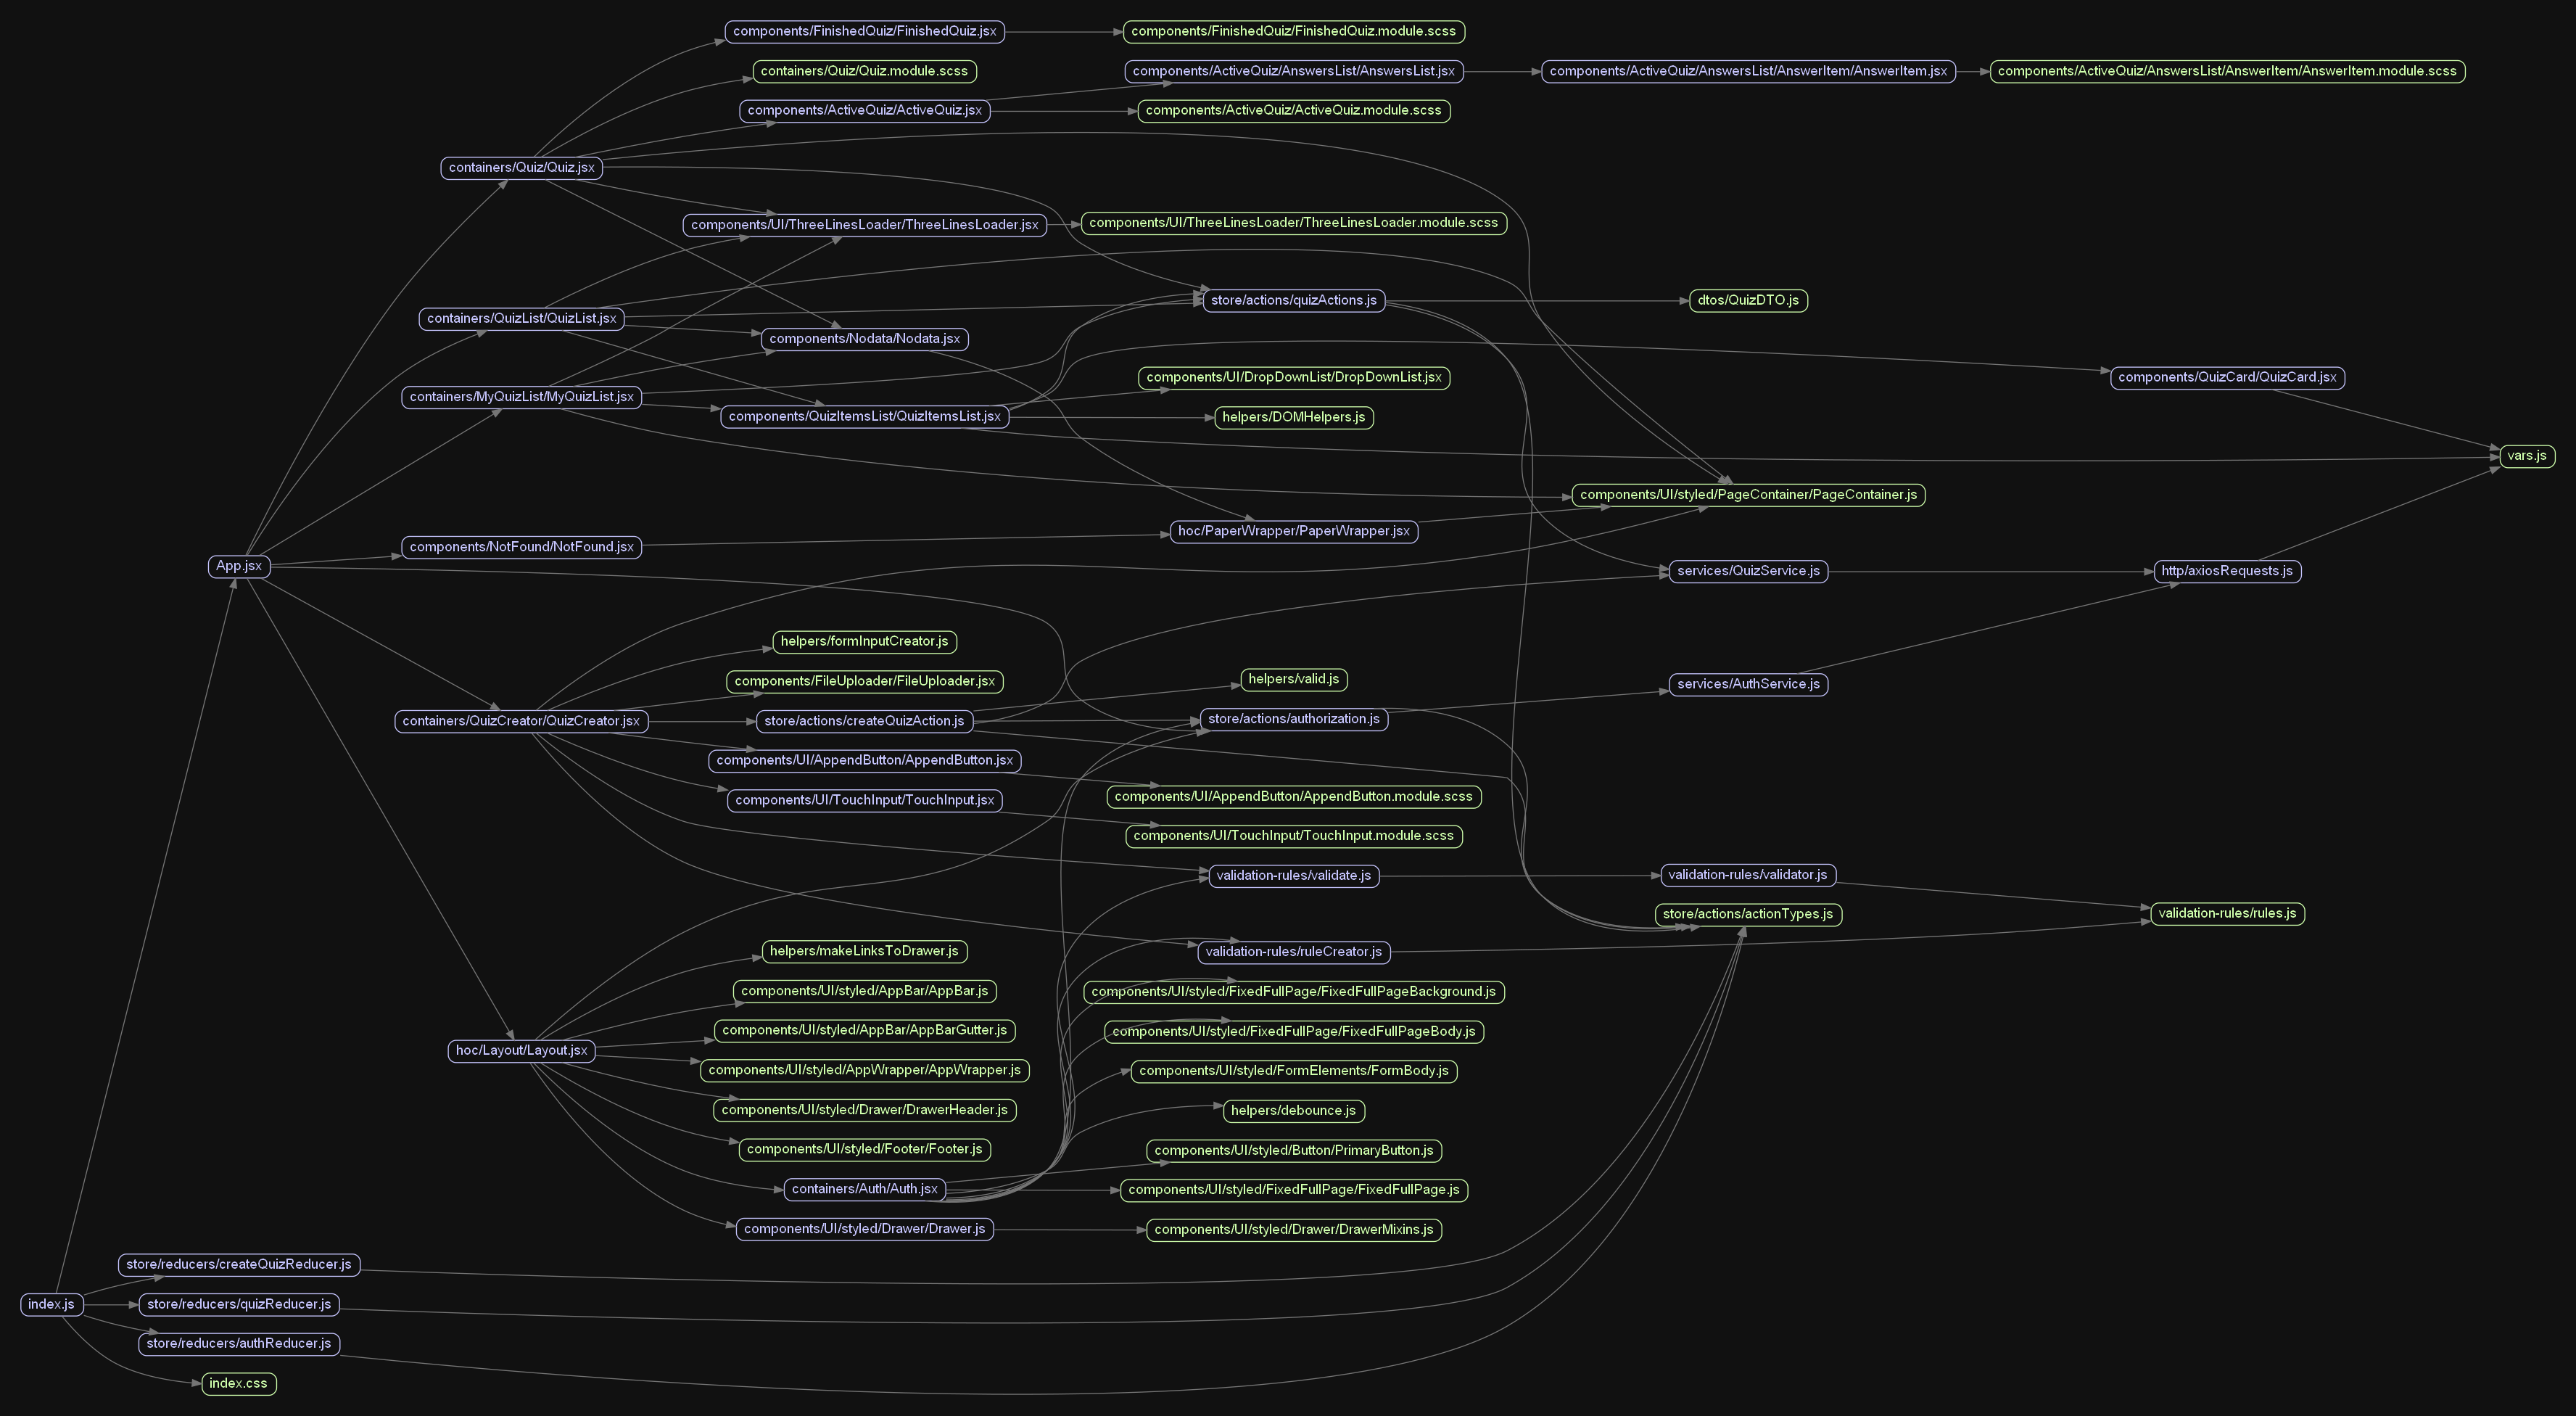 components/FinishedQuiz/FinishedQuiz.jsx
components/FinishedQuiz/FinishedQuiz.module.scss
containers/Quiz/Quiz.module.scss
components/ActiveQuiz/AnswersList/AnswersList.jsx
components/ActiveQuiz/AnswersList/AnswerItem/AnswerItem.jsx
components/ActiveQuiz/AnswersList/AnswerItem/AnswerItem.module.scss
components/ActiveQuiz/ActiveQuiz.jsx
components/ActiveQuiz/ActiveQuiz.module.scss
containers/Quiz/Quiz.jsx
components/UI/ThreeLinesLoader/ThreeLinesLoader.jsx
components/UI/ThreeLinesLoader/ThreeLinesLoader.module.scss
store/actions/quizActions.js
dtos/QuizDTO.js
containers/QuizList/QuizList.jsx
components/Nodata/Nodata.jsx
components/UI/DropDownList/DropDownList.jsx
components/QuizCard/QuizCard.jsx
containers/MyQuizList/MyQuizList.jsx
components/QuizItemsList/QuizItemsList.jsx
helpers/DOMHelpers.js
vars.js
components/UI/styled/PageContainer/PageContainer.js
hoc/PaperWrapper/PaperWrapper.jsx
components/NotFound/NotFound.jsx
App.jsx
services/QuizService.js
http/axiosRequests.js
helpers/formInputCreator.js
components/FileUploader/FileUploader.jsx
helpers/valid.js
services/AuthService.js
containers/QuizCreator/QuizCreator.jsx
store/actions/createQuizAction.js
store/actions/authorization.js
components/UI/AppendButton/AppendButton.jsx
components/UI/AppendButton/AppendButton.module.scss
components/UI/TouchInput/TouchInput.jsx
components/UI/TouchInput/TouchInput.module.scss
validation-rules/validate.js
validation-rules/validator.js
store/actions/actionTypes.js
validation-rules/rules.js
helpers/makeLinksToDrawer.js
validation-rules/ruleCreator.js
components/UI/styled/AppBar/AppBar.js
components/UI/styled/FixedFullPage/FixedFullPageBackground.js
components/UI/styled/AppBar/AppBarGutter.js
components/UI/styled/FixedFullPage/FixedFullPageBody.js
hoc/Layout/Layout.jsx
components/UI/styled/AppWrapper/AppWrapper.js
components/UI/styled/FormElements/FormBody.js
components/UI/styled/Drawer/DrawerHeader.js
helpers/debounce.js
components/UI/styled/Footer/Footer.js
components/UI/styled/Button/PrimaryButton.js
containers/Auth/Auth.jsx
components/UI/styled/FixedFullPage/FixedFullPage.js
components/UI/styled/Drawer/Drawer.js
components/UI/styled/Drawer/DrawerMixins.js
store/reducers/createQuizReducer.js
index.js
store/reducers/quizReducer.js
store/reducers/authReducer.js
index.css